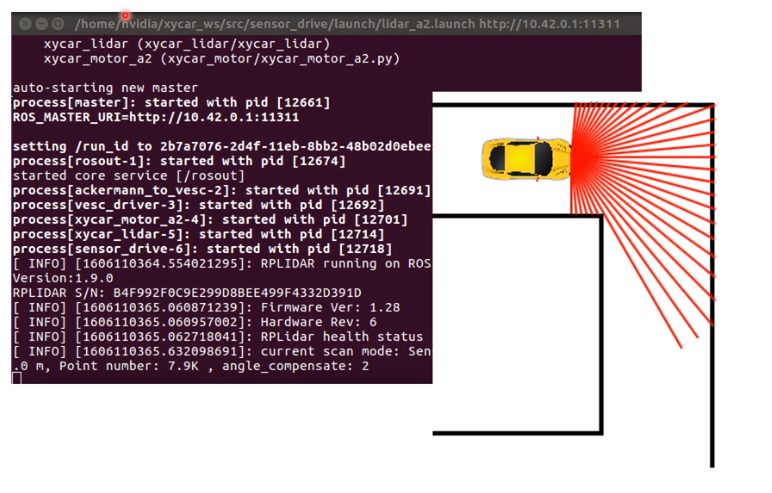 /home/nvidia/xycar_ws/src/sensor_drive/launch/lidar_a2.launch http://10.42.0.1:11311
xycar_lidar (xycar_lidar/xycar_lidar)
xycar_motor_a2 (xycar_motor/xycar_motor_a2.py)
auto-starting new master
process[master]: started with pid [12661]
ROS_MASTER_URI=http://10.42.0.1:11311
setting /run_id to 2b7a7076-2d4f-11eb-8bb2-48b02d0ebeee
process[rosout-1]: started with pid [12674]
started core service [/rosout]
process[ackermann_to_vesc-2]: started with pid [12691]
process[vesc_driver-3]: started with pid [12692]
process[xycar_motor_a2-4]: started with pid [12701]
process[xycar_lidar-5]: started with pid [12714]
process[sensor_drive-6]: started with pid [12718]
[ INFO] [1606110364.554021295]: RPLIDAR running on ROS
Version:1.9.0
RPLIDAR S/N: B4F992F0C9E299D8BEE499F4332D391D
[ INFO] [1606110365.060871239]: Firmware Ver: 1.28
[ INFO] [1606110365.060957002]: Hardware Rev: 6
[ INFO] [1606110365.062718041]: RPLidar health status
[ INFO] [1606110365.632098691]: current scan mode: Sen
.0 m, Point number: 7.9K , angle_compensate: 2